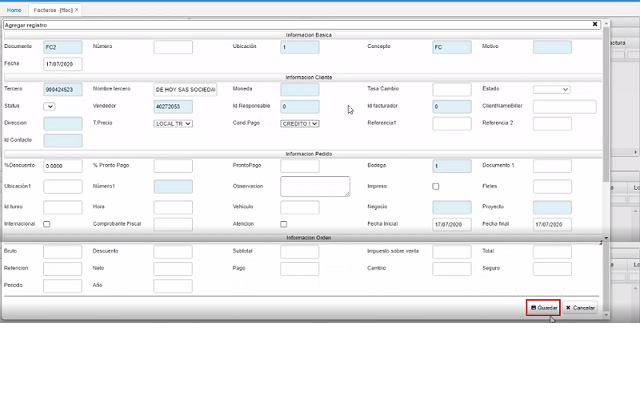 Home Facturas -[ffac] ×
Agregar registro ✖
Informacion Basica
Documento FC2 Número Ubicación 1 Concepto FC Motivo
Fecha 17/07/2020
Informacion Cliente
Tercero 900424523 Nombre tercero DE HOY SAS SOCIEDA Moneda Tasa Cambio Estado
Status Vendedor 40272053 Id Responsable 0 Id facturador 0 ClientNameBiller
Direccion T.Precio LOCAL TR Cond.Pago CREDITO Referencia1 Referencia 2
Id Contacto
Informacion Pedido
%Descuento 0.0000 % Pronto Pago ProntoPago Bodega 1 Documento 1
Ubicación1 Número1 Observacion Impreso Fletes
Id turno Hora Vehiculo Negocio Proyecto
Internacional Comprobante Fiscal Atencion Fecha Inicial 17/07/2020 Fecha final 17/07/2020
Informacion Orden
Bruto Descuento Subtotal Impuesto sobre venta Total
Retencion Neto Pago Cambio Seguro
Periodo Año
Guardar ✖ Cancelar